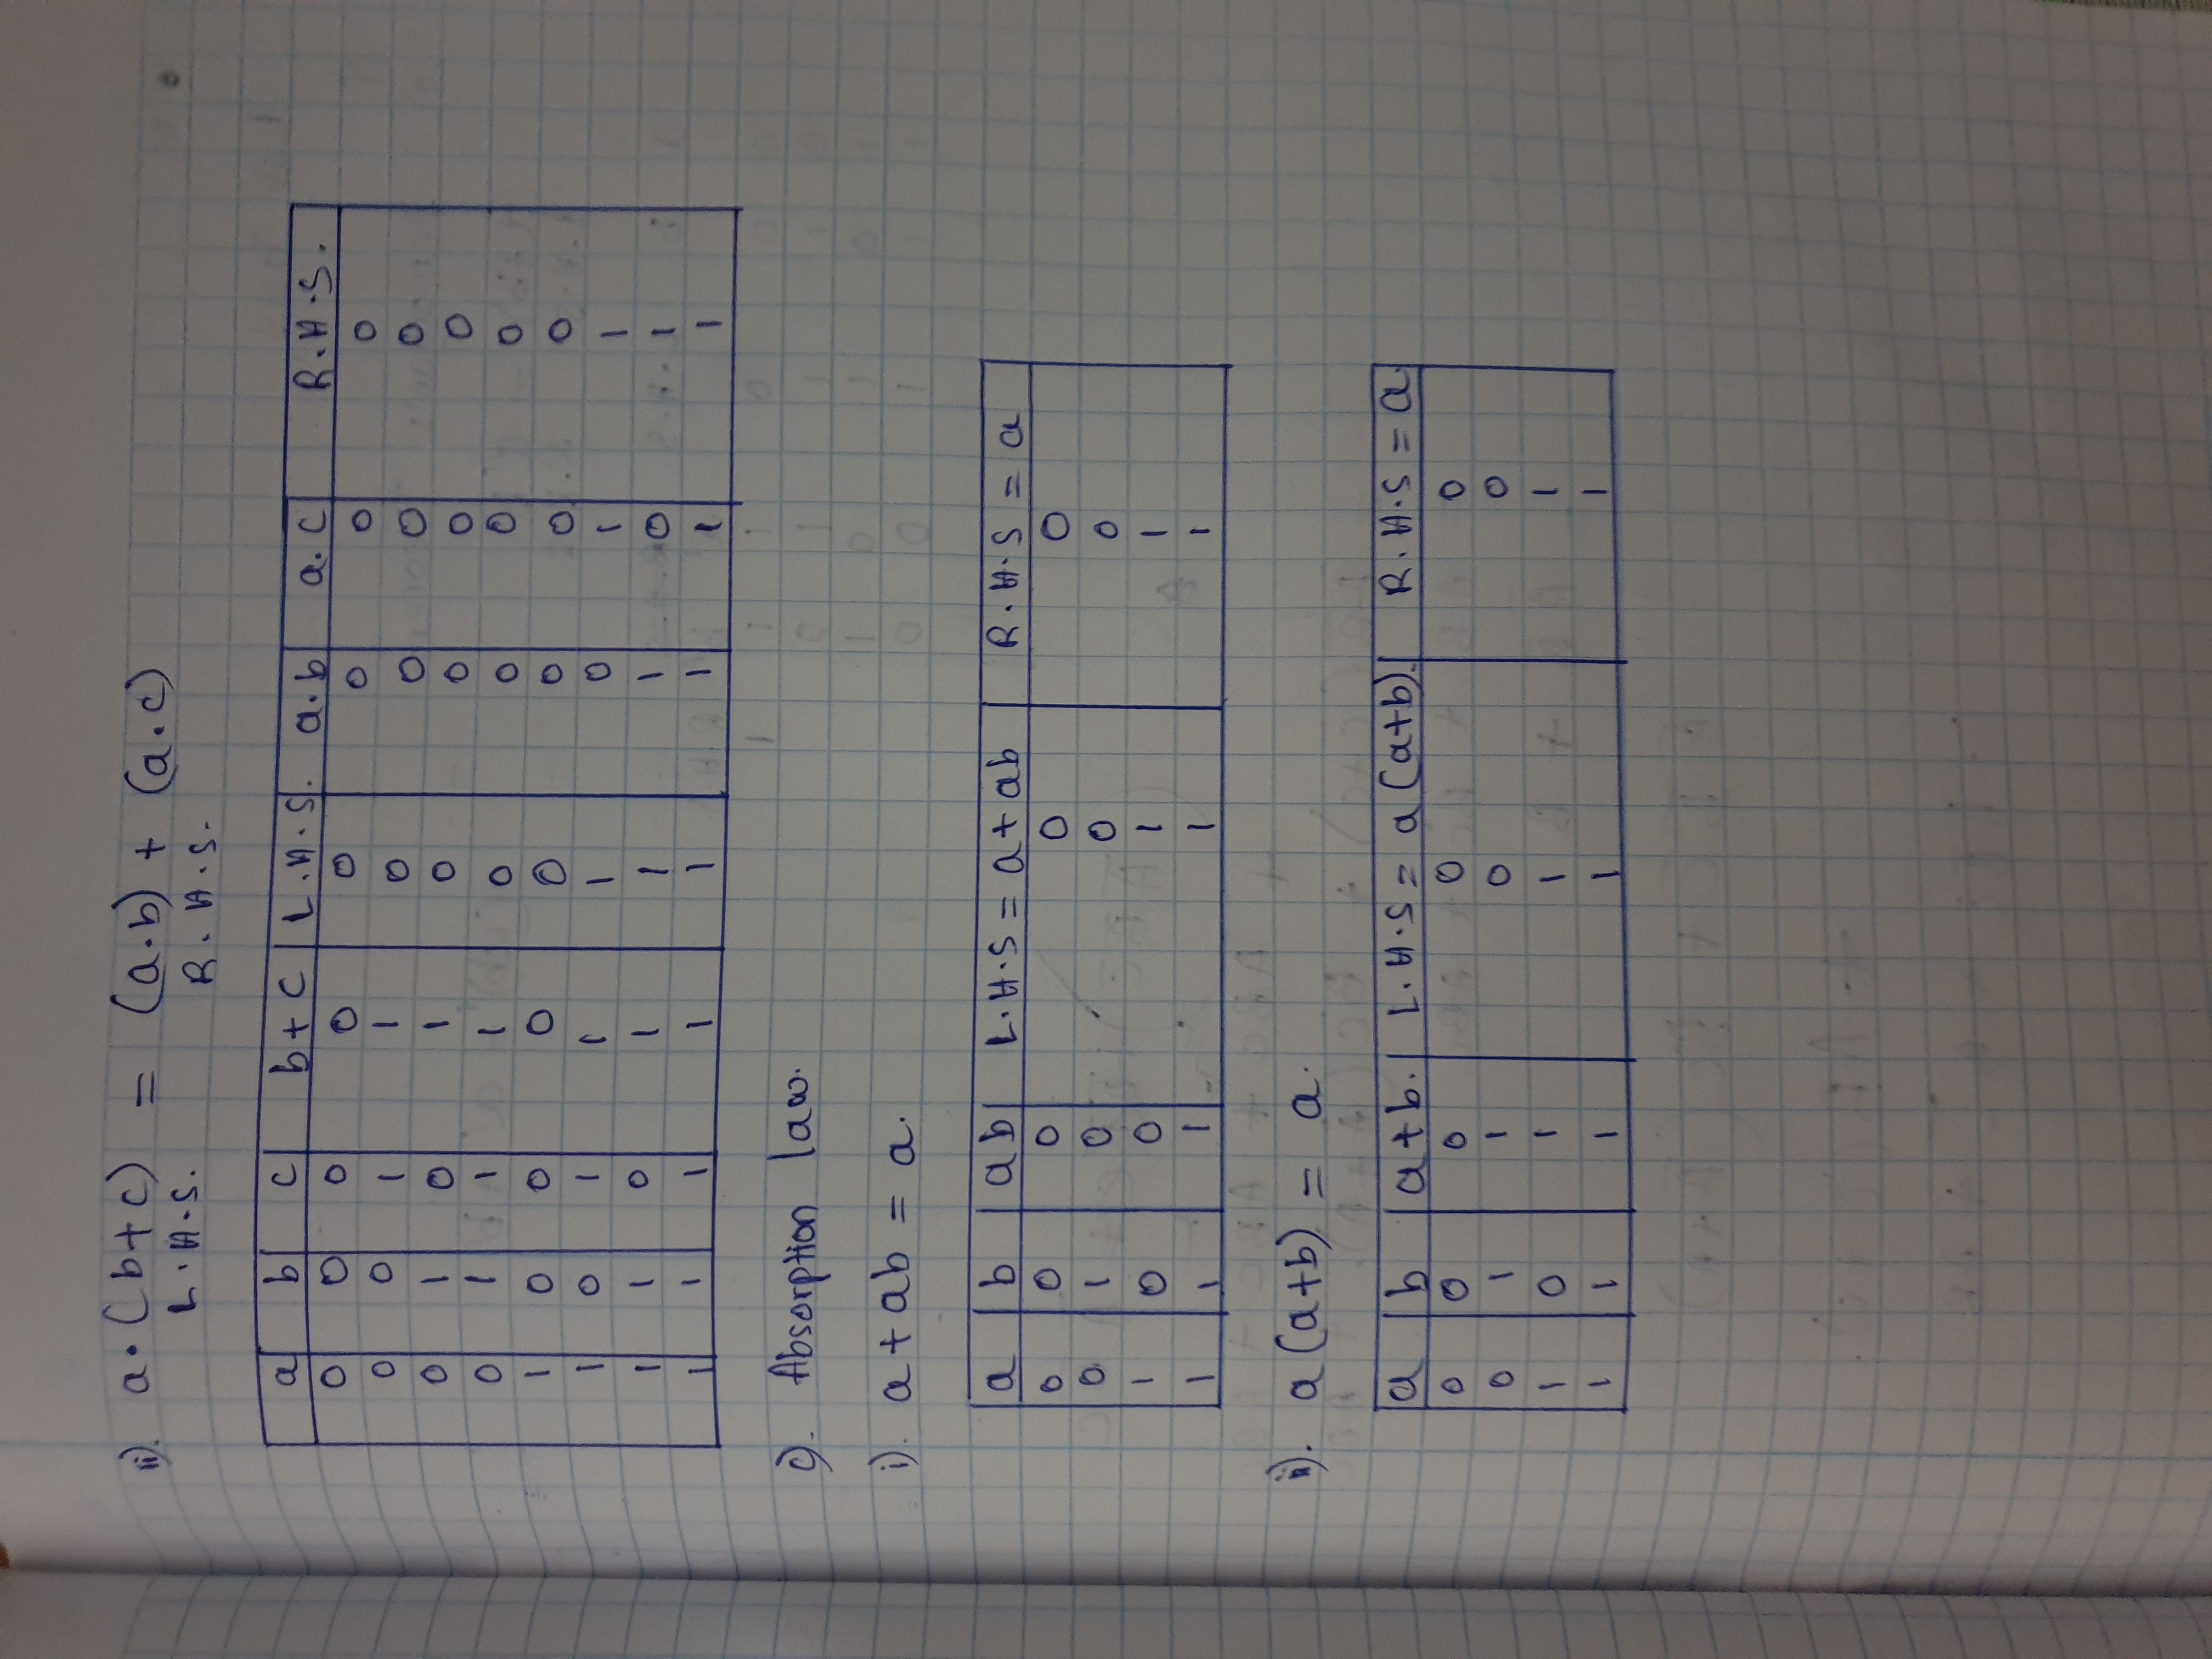 ii). a·(b+c) = (a.b) + (a.c)
L.H.S. R.H.S.
a b c b+c L.H.S. a.b a.c R.H.S.
0 0 0 0 0 0 0 0
0 0 1 1 0 0 0 0
0 1 0 1 0 0 0 0
0 1 1 1 0 0 0 0
1 0 0 0 0 0 0 0
1 0 1 1 1 0 1 1
1 1 0 1 1 1 0 1
1 1 1 1 1 1 1 1
c). Absorption law.
i). a + ab = a.
a b ab L.H.S = a + ab R.H.S = a
0 0 0 0 0
0 1 0 0 0
1 0 0 1 1
1 1 1 1 1
ii). a (a+b) = a.
a b a+b. L.H.S = a (a+b). R.H.S = a.
0 0 0 0 0
0 1 1 0 0
1 0 1 1 1
1 1 1 1 1